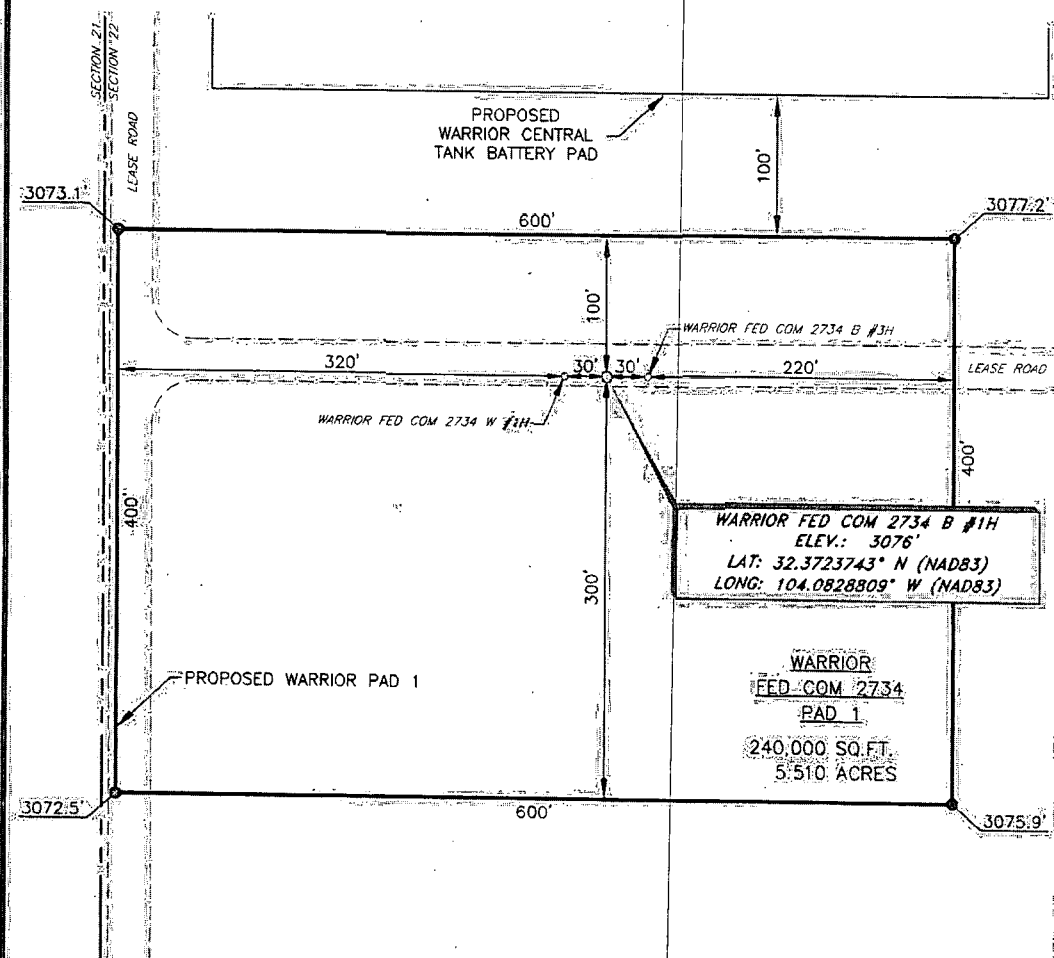 SECTION 21
SECTION 22
LEASE ROAD
PROPOSED
WARRIOR CENTRAL
TANK BATTERY PAD
100'
3073.1'
600'
3077.2'
100'
WARRIOR FED COM 2734 B #3H
320'
30'
30'
220'
LEASE ROAD
WARRIOR FED COM 2734 W
400'
400'
WARRIOR FED COM 2734 B #1H
ELEV.: 3076'
LAT: 32.3723743° N (NAD83)
LONG: 104.0828809° W (NAD83)
300'
PROPOSED WARRIOR PAD 1
WARRIOR
FED COM 2734
PAD 1
240,000 SQ.FT.
5.510 ACRES
3072.5'
600'
3075.9'